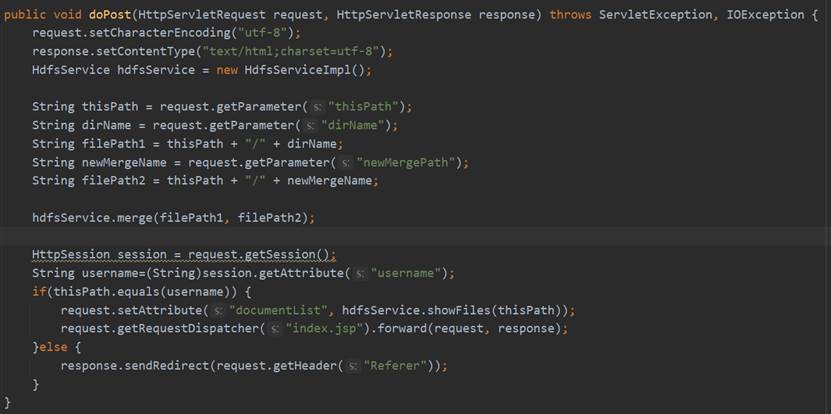 public void doPost(HttpServletRequest request, HttpServletResponse response) throws ServletException, IOException {
    request.setCharacterEncoding("utf-8");
    response.setContentType("text/html;charset=utf-8");
    HdfsService hdfsService = new HdfsServiceImpl();

    String thisPath = request.getParameter( s: "thisPath");
    String dirName = request.getParameter( s: "dirName");
    String filePath1 = thisPath + "/" + dirName;
    String newMergeName = request.getParameter( s: "newMergePath");
    String filePath2 = thisPath + "/" + newMergeName;

    hdfsService.merge(filePath1, filePath2);

    HttpSession session = request.getSession();
    String username=(String)session.getAttribute( s: "username");
    if(thisPath.equals(username)) {
        request.setAttribute( s: "documentList", hdfsService.showFiles(thisPath));
        request.getRequestDispatcher( s: "index.jsp").forward(request, response);
    }else {
        response.sendRedirect(request.getHeader( s: "Referer"));
    }
}